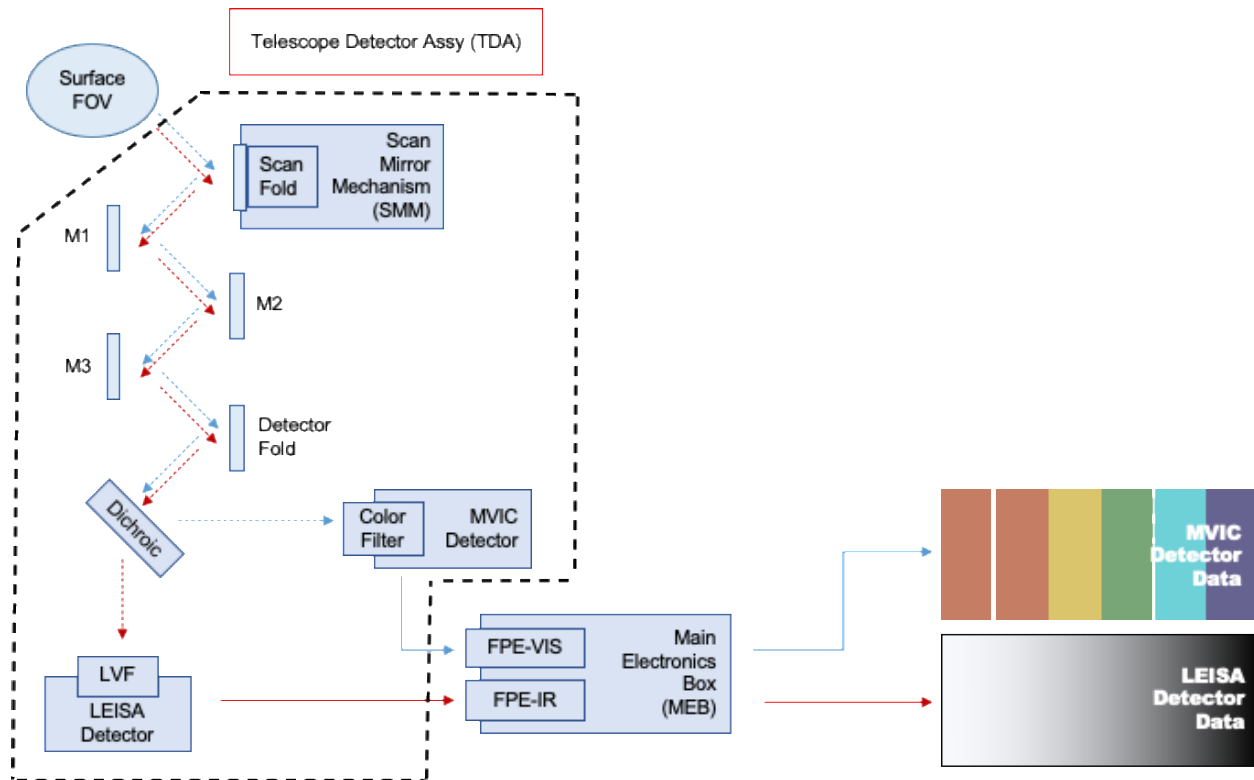 Telescope Detector Assy (TDA)
Surface
FOV
Scan
Fold
Scan
Mirror
Mechanism
(SMM)
M1
M2
M3
Detector
Fold
Dichroic
Color
Filter
MVIC
Detector
MVIC
Detector
Data
FPE-VIS
FPE-IR
Main
Electronics
Box
(MEB)
LVF
LEISA
Detector
LEISA
Detector
Data